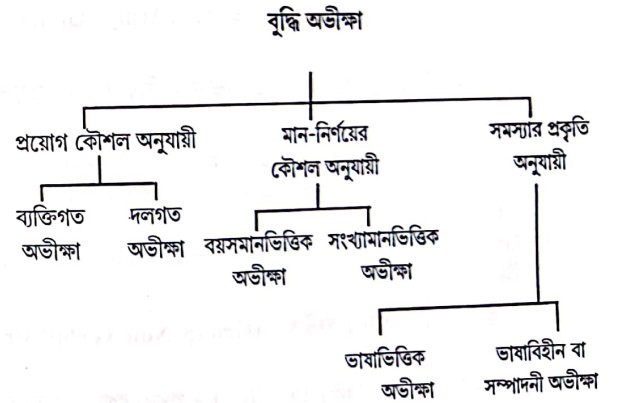 বুদ্ধি অভীক্ষা
প্রয়োগ কৌশল অনুযায়ী
মান-নির্ণয়ের
কৌশল অনুযায়ী
সমস্যার প্রকৃতি
অনুযায়ী
ব্যক্তিগত
অভীক্ষা
দলগত
অভীক্ষা
বয়সমানভিত্তিক
অভীক্ষা
সংখ্যামানভিত্তিক
অভীক্ষা
ভাষাভিত্তিক
অভীক্ষা
ভাষাবিহীন বা
সম্পাদনী অভীক্ষা